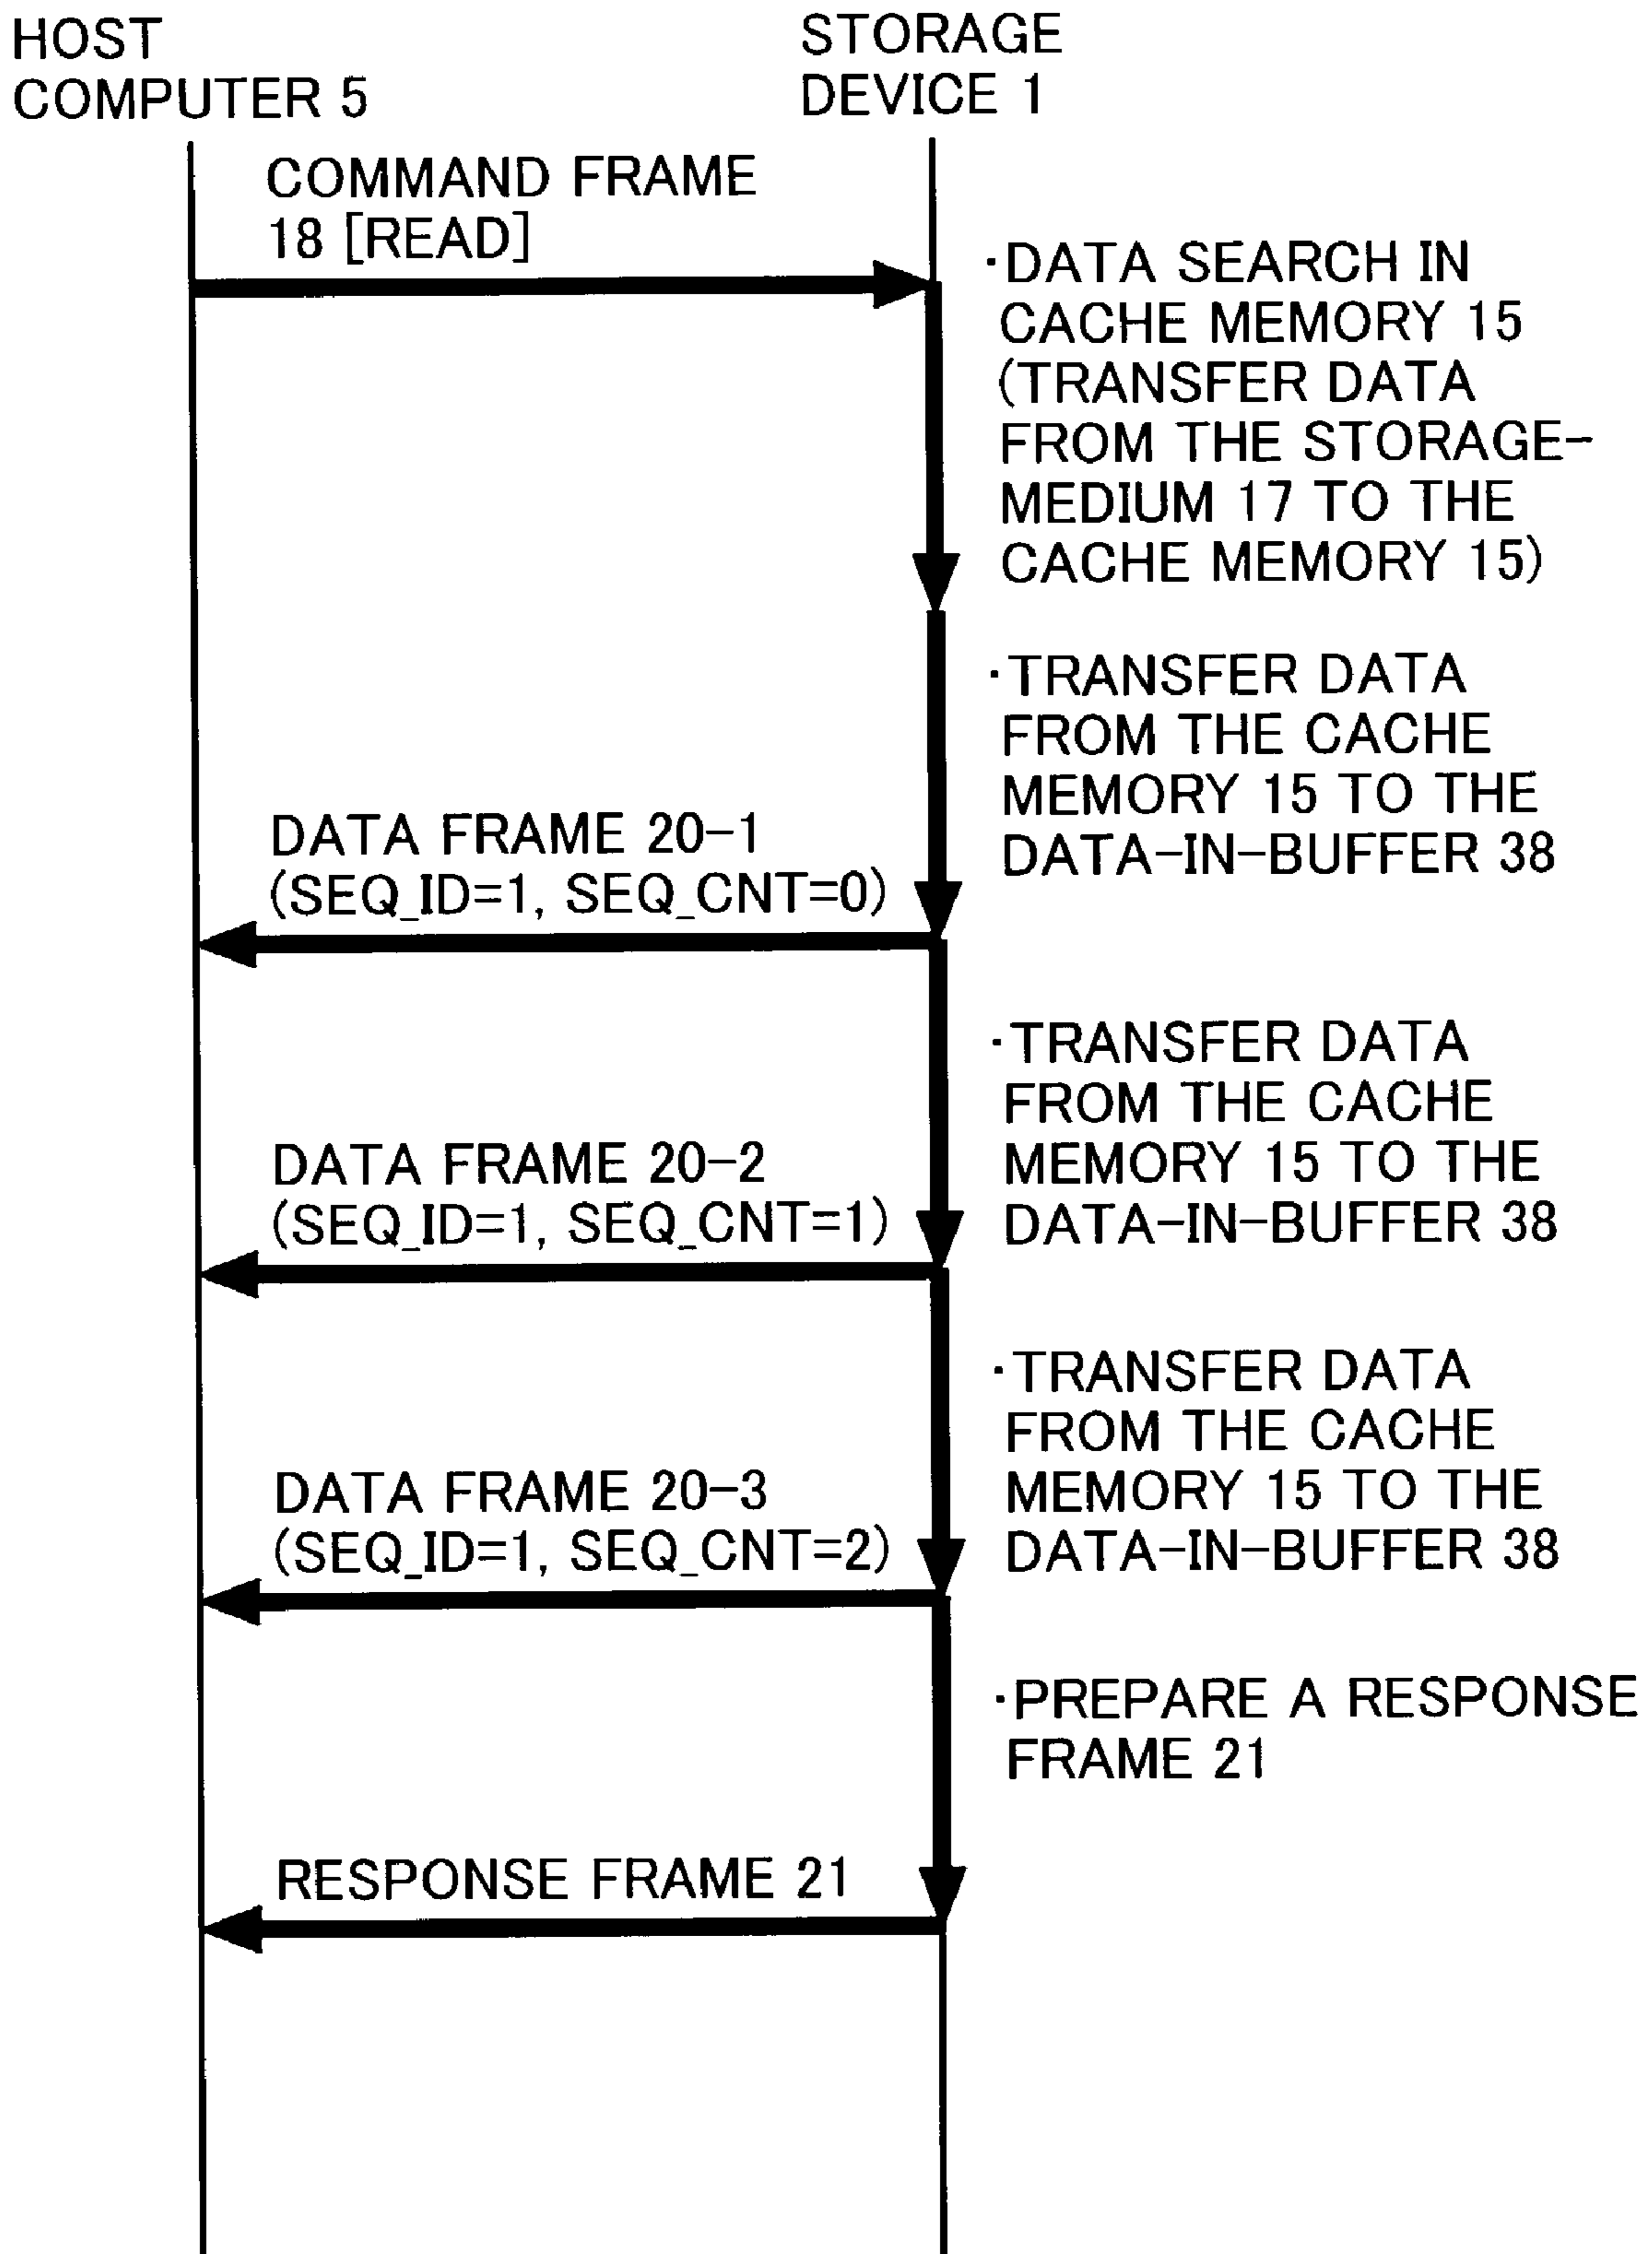 HOST
COMPUTER 5
STORAGE
DEVICE 1
COMMAND FRAME
18 [READ]
·DATA SEARCH IN
CACHE MEMORY 15
(TRANSFER DATA
FROM THE STORAGE-
MEDIUM 17 TO THE
CACHE MEMORY 15)
·TRANSFER DATA
FROM THE CACHE
MEMORY 15 TO THE
DATA-IN-BUFFER 38
DATA FRAME 20-1
(SEQ_ID=1, SEQ_CNT=0)
·TRANSFER DATA
FROM THE CACHE
MEMORY 15 TO THE
DATA-IN-BUFFER 38
DATA FRAME 20-2
(SEQ_ID=1, SEQ_CNT=1)
·TRANSFER DATA
FROM THE CACHE
MEMORY 15 TO THE
DATA-IN-BUFFER 38
DATA FRAME 20-3
(SEQ_ID=1, SEQ_CNT=2)
·PREPARE A RESPONSE
FRAME 21
RESPONSE FRAME 21